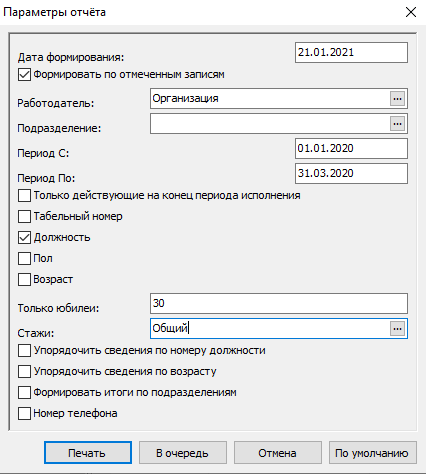 Параметры отчёта
Дата формирования: 21.01.2021
Формировать по отмеченным записям
Работодатель: Организация ...
Подразделение: ...
Период С: 01.01.2020
Период По: 31.03.2020
Только действующие на конец периода исполнения
Табельный номер
Должность
Пол
Возраст
Только юбилеи: 30
Стажи: Общий ...
Упорядочить сведения по номеру должности
Упорядочить сведения по возрасту
Формировать итоги по подразделениям
Номер телефона
Печать В очередь Отмена По умолчанию